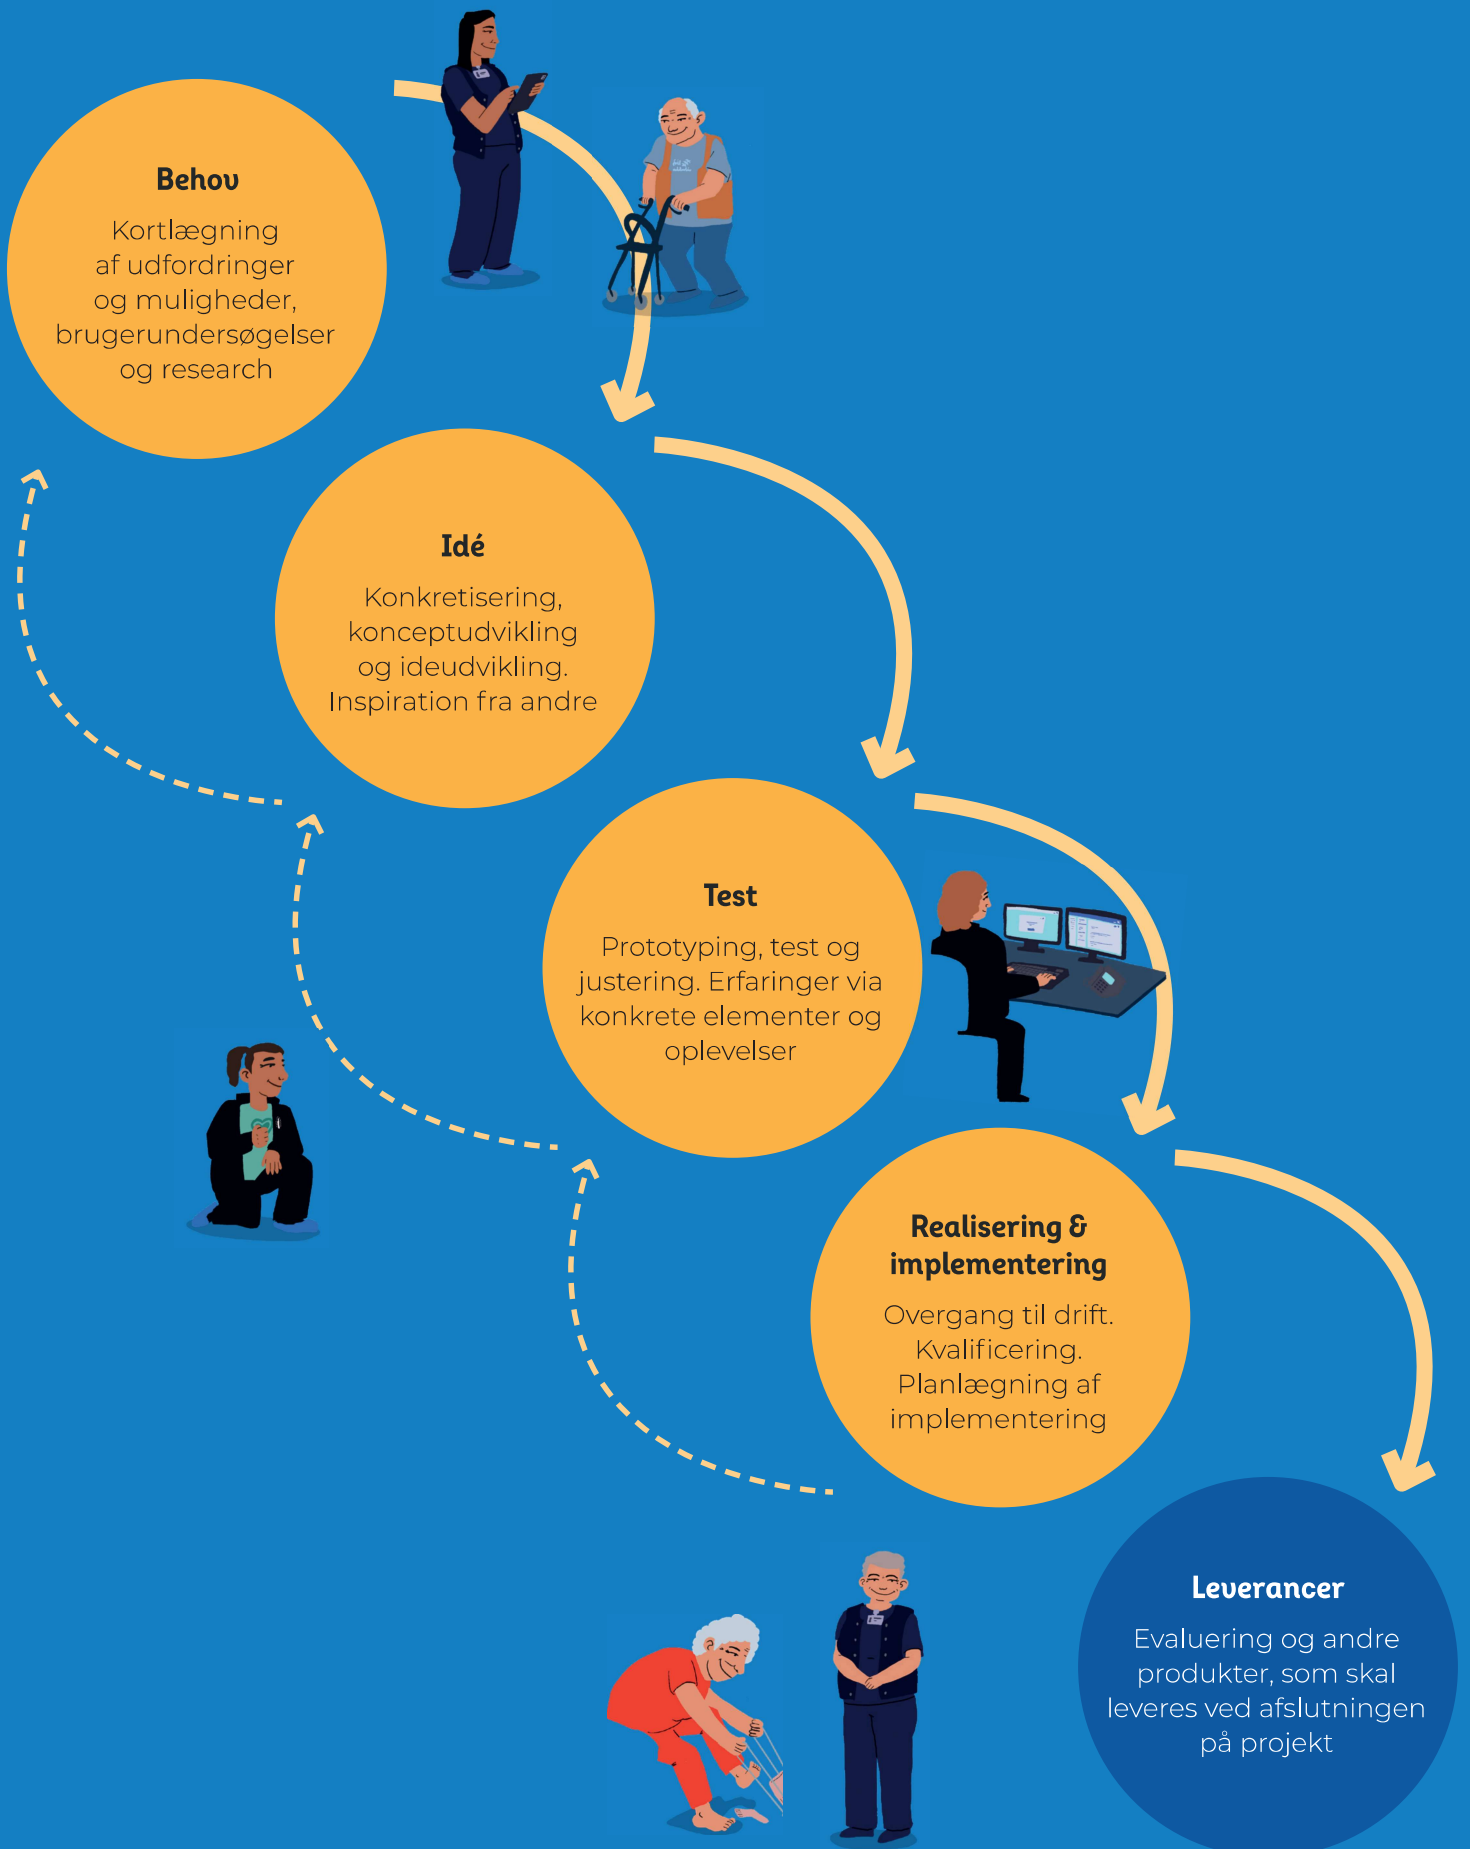 Behov
Kortlægning
af udfordringer
og muligheder,
brugerundersøgelser
og research
Idé
Konkretisering,
konceptudvikling
og ideudvikling.
Inspiration fra andre
Test
Prototyping, test og
justering. Erfaringer via
konkrete elementer og
oplevelser
Realisering &
implementering
Overgang til drift.
Kvalificering.
Planlægning af
implementering
Leverancer
Evaluering og andre
produkter, som skal
leveres ved afslutningen
på projekt